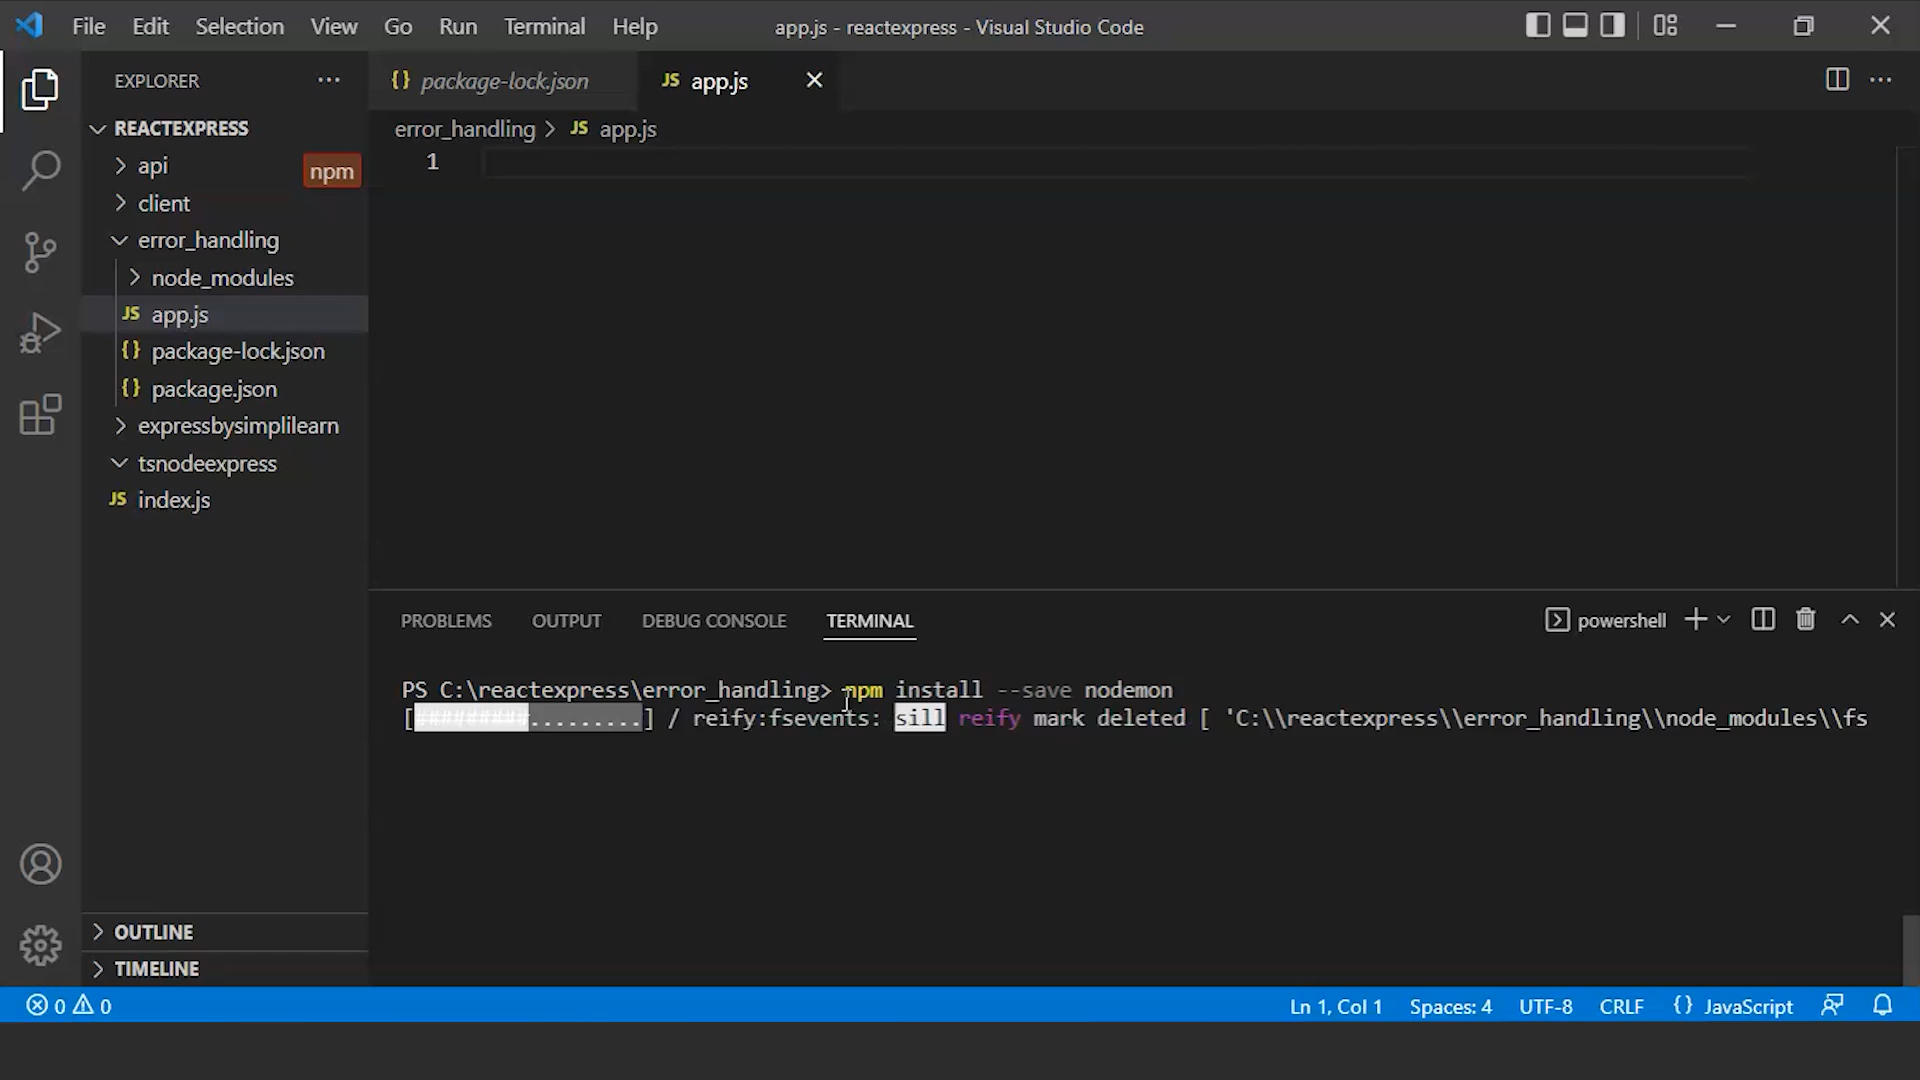 File Edit Selection View Go Run Terminal Help app.js - reactexpress - Visual Studio Code
EXPLORER
REACTEXPRESS
api
npm
client
error_handling
node_modules
JS app.js
{} package-lock.json
{} package.json
expressbysimplilearn
tsnodeexpress
JS index.js
OUTLINE
TIMELINE
{} package-lock.json JS app.js
error_handling > JS app.js
1
PROBLEMS OUTPUT DEBUG CONSOLE TERMINAL powershell
PS C:\reactexpress\error_handling> npm install --save nodemon
[#########.........] / reify:fsevents: sill reify mark deleted [ 'C:\\reactexpress\\error_handling\\node_modules\\fs
0 0 Ln 1, Col 1 Spaces: 4 UTF-8 CRLF {} JavaScript